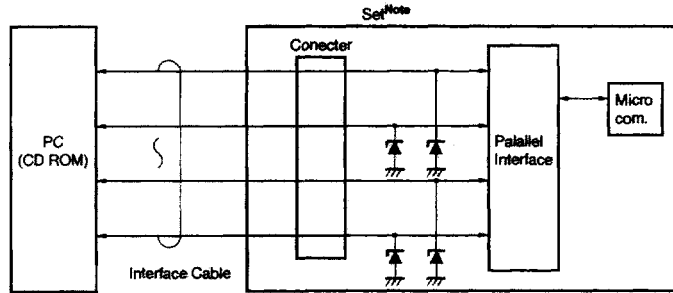 Set Note
Conecter
PC
(CD ROM)
Palallel
Interface
Micro
com.
Interface Cable